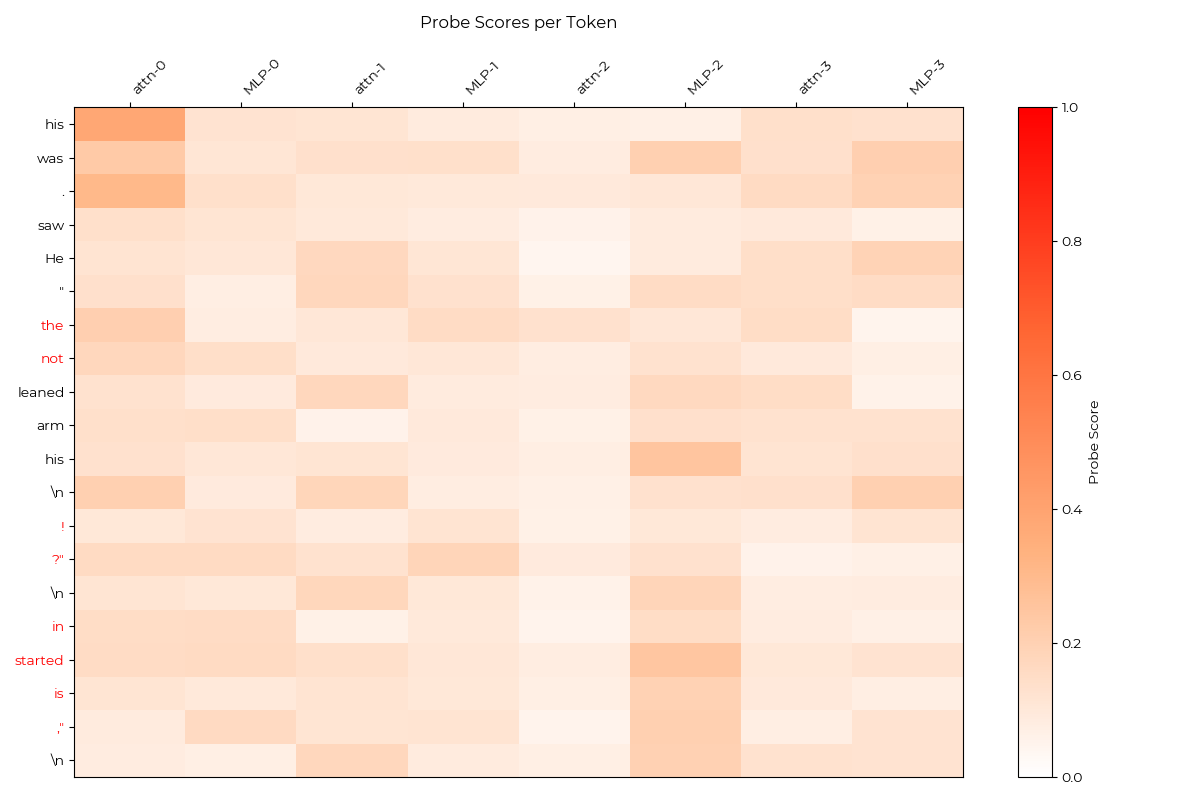 Probe Scores per Token
attn-0 MLP-0 attn-1 MLP-1 attn-2 MLP-2 attn-3 MLP-3
his
was
.
saw
He
"
the
not
leaned
arm
his
\n
!
?"
\n
in
started
is
,"
\n
1.0
0.8
0.6
0.4
0.2
0.0
Probe Score